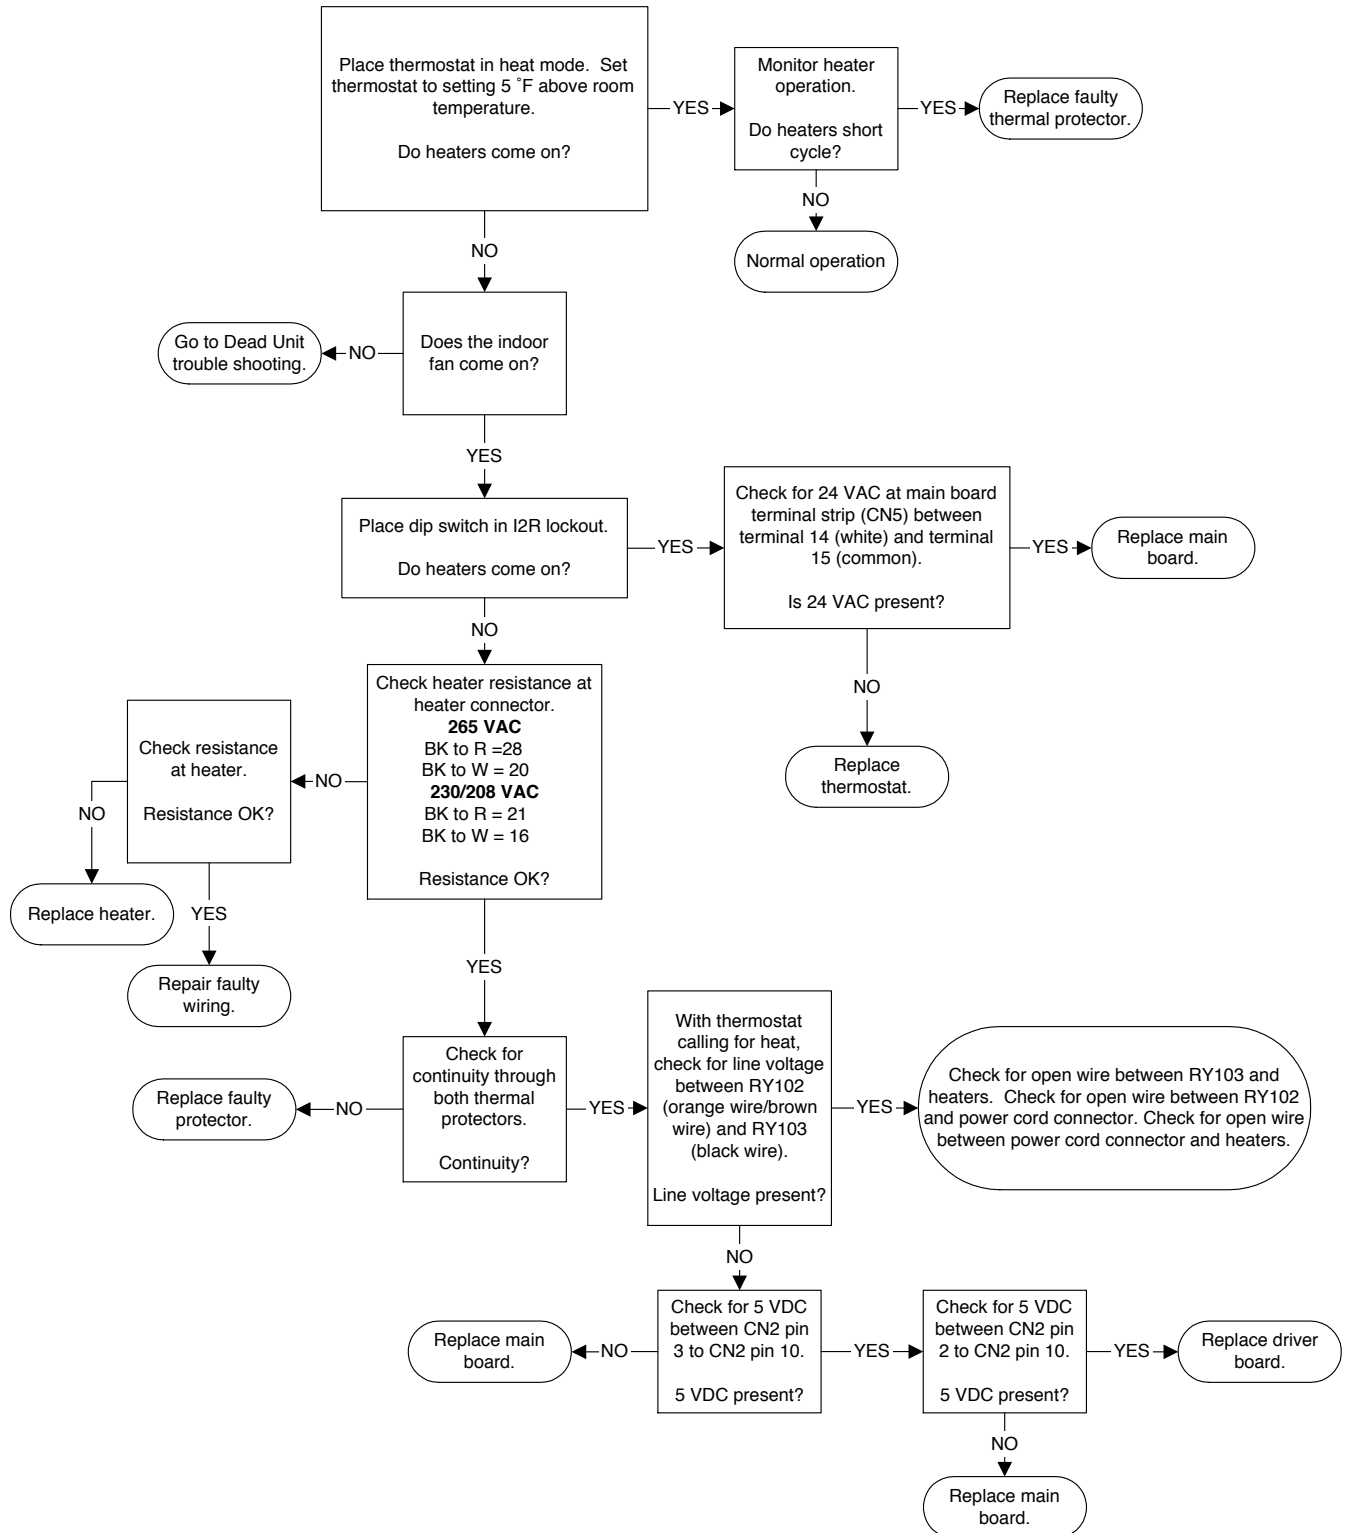 Place thermostat in heat mode.  Set
thermostat to setting 5 ˚F above room
temperature.
Do heaters come on?
YES
Monitor heater
operation.
Do heaters short
cycle?
YES
Replace faulty
thermal protector.
NO
Normal operation
NO
Does the indoor
fan come on?
NO
Go to Dead Unit
trouble shooting.
YES
Place dip switch in I2R lockout.
Do heaters come on?
YES
Check for 24 VAC at main board
terminal strip (CN5) between
terminal 14 (white) and terminal
15 (common).
Is 24 VAC present?
YES
Replace main
board.
NO
Replace
thermostat.
NO
Check heater resistance at
heater connector.
265 VAC
BK to R =28
BK to W = 20
230/208 VAC
BK to R = 21
BK to W = 16
Resistance OK?
NO
Check resistance
at heater.
Resistance OK?
NO
Replace heater.
YES
Repair faulty
wiring.
YES
Check for
continuity through
both thermal
protectors.
Continuity?
NO
Replace faulty
protector.
YES
With thermostat
calling for heat,
check for line voltage
between RY102
(orange wire/brown
wire) and RY103
(black wire).
Line voltage present?
YES
Check for open wire between RY103 and
heaters.  Check for open wire between RY102
and power cord connector. Check for open wire
between power cord connector and heaters.
NO
Check for 5 VDC
between CN2 pin
3 to CN2 pin 10.
5 VDC present?
NO
Replace main
board.
YES
Check for 5 VDC
between CN2 pin
2 to CN2 pin 10.
5 VDC present?
YES
Replace driver
board.
NO
Replace main
board.